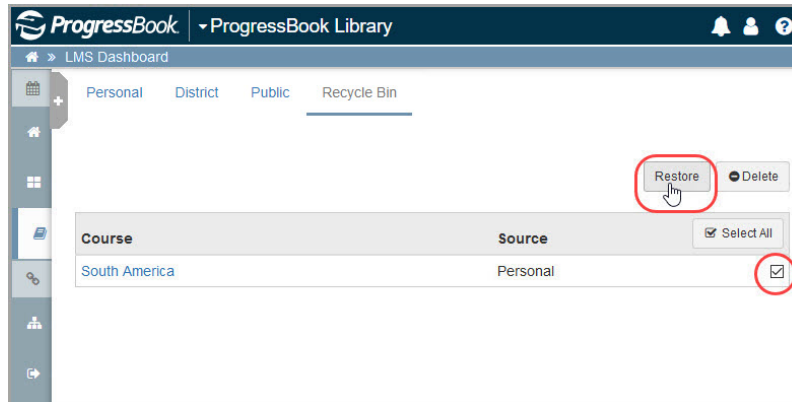 ProgressBook ProgressBook Library
» LMS Dashboard
Personal District Public Recycle Bin
Restore Delete
Course Source Select All
South America Personal